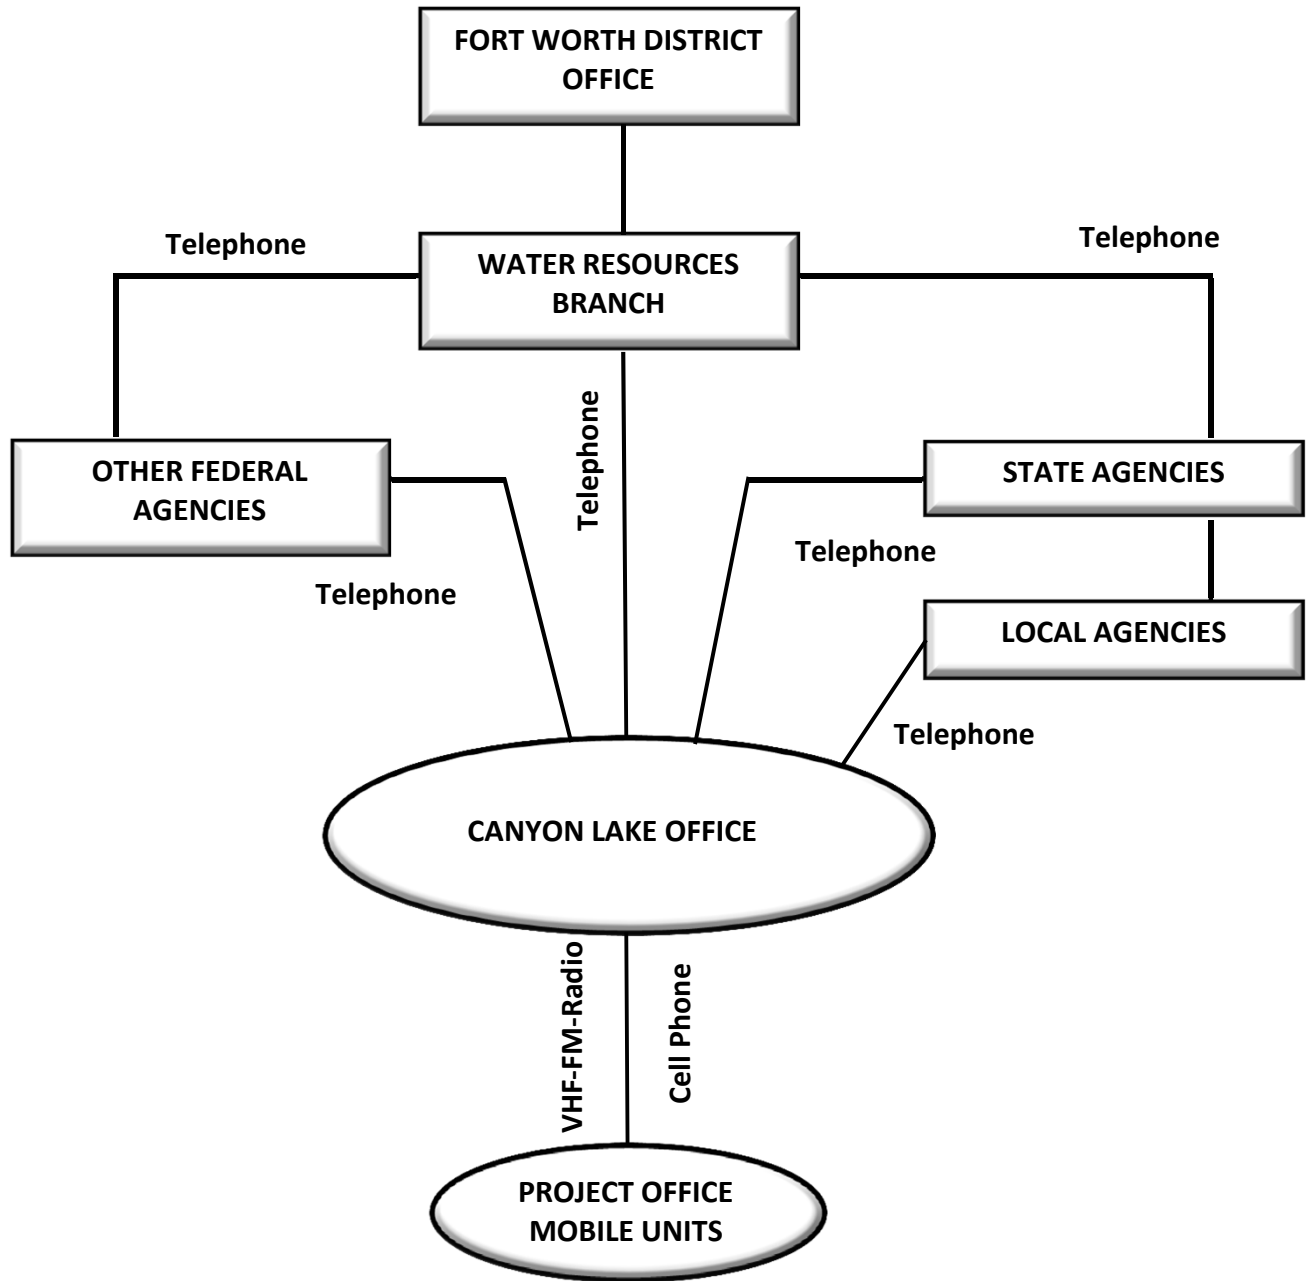 FORT WORTH DISTRICT
OFFICE
Telephone
Telephone
WATER RESOURCES
BRANCH
Telephone
OTHER FEDERAL
AGENCIES
STATE AGENCIES
Telephone
Telephone
LOCAL AGENCIES
Telephone
CANYON LAKE OFFICE
VHF-FM-Radio
Cell Phone
PROJECT OFFICE
MOBILE UNITS